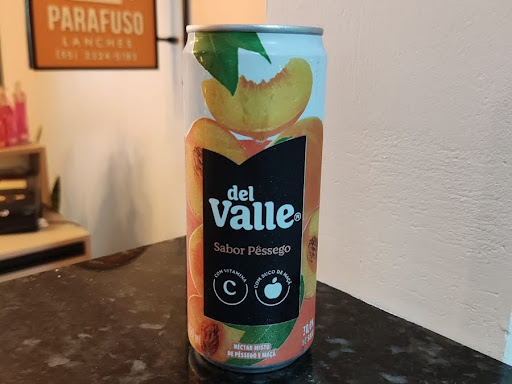 PARAFUSO
LANCHES
del
Valle®
Sabor Pêssego
COM VITAMINA
C
COM SUCO DE MAÇÃ
NÉCTAR MISTO
DE PÊSSEGO E MAÇÃ